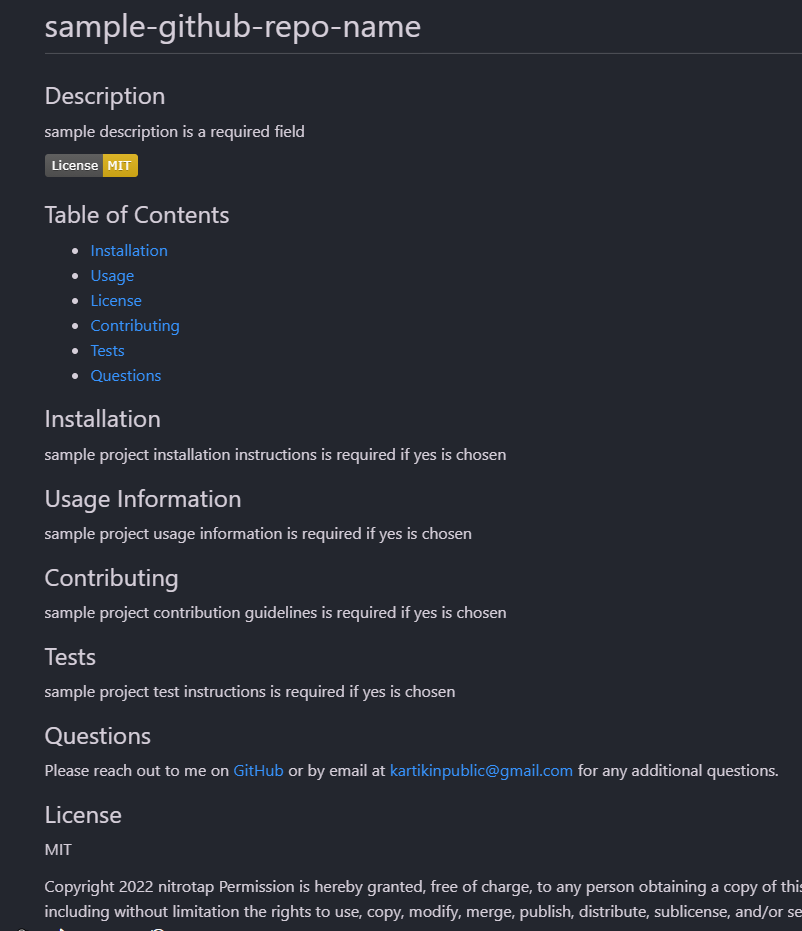 sample-github-repo-name
Description
sample description is a required field
License MIT
Table of Contents
Installation
Usage
License
Contributing
Tests
Questions
Installation
sample project installation instructions is required if yes is chosen
Usage Information
sample project usage information is required if yes is chosen
Contributing
sample project contribution guidelines is required if yes is chosen
Tests
sample project test instructions is required if yes is chosen
Questions
Please reach out to me on GitHub or by email at kartikinpublic@gmail.com for any additional questions.
License
MIT
Copyright 2022 nitrotap Permission is hereby granted, free of charge, to any person obtaining a copy of this
including without limitation the rights to use, copy, modify, merge, publish, distribute, sublicense, and/or se